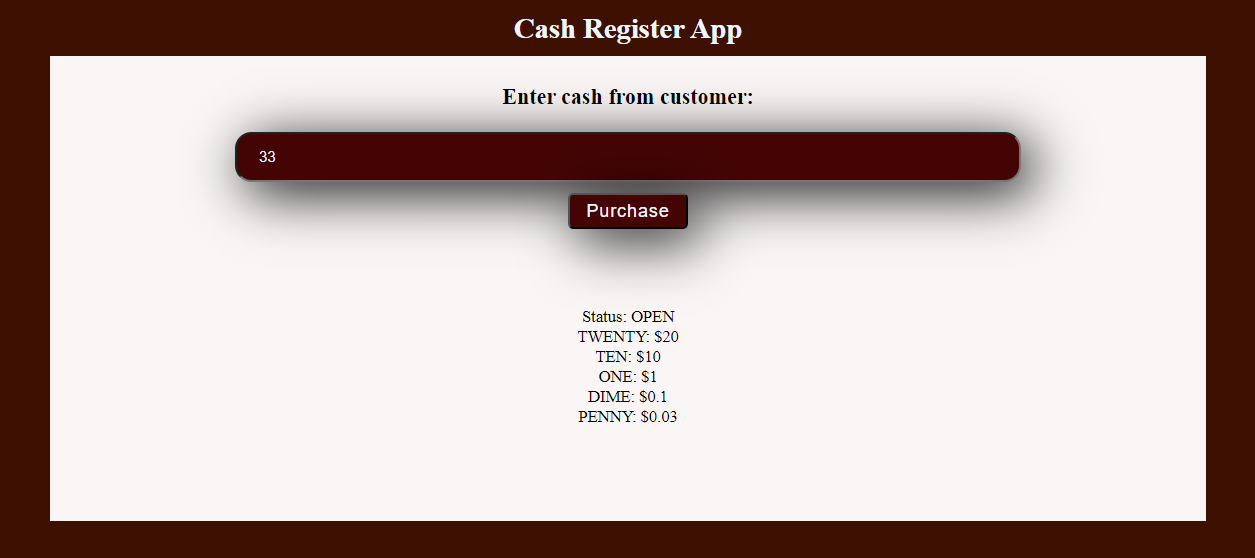 Cash Register App
Enter cash from customer:
33
Purchase
Status: OPEN
TWENTY: $20
TEN: $10
ONE: $1
DIME: $0.1
PENNY: $0.03